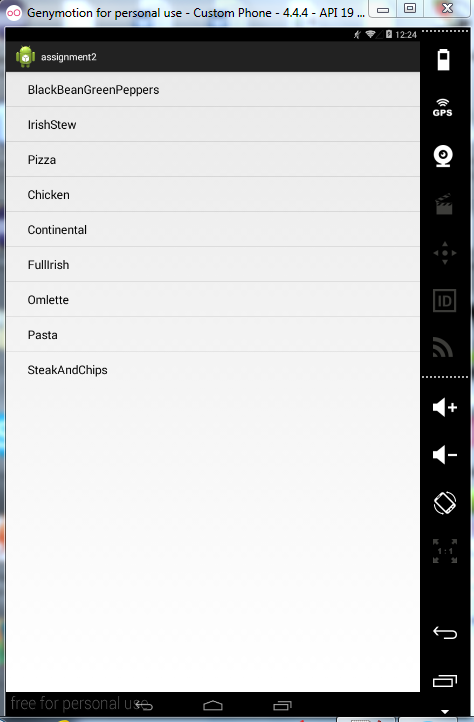 Genymotion for personal use - Custom Phone - 4.4.4 - API 19 ...
12:24
assignment2
BlackBeanGreenPeppers
IrishStew
Pizza
Chicken
Continental
FullIrish
Omlette
Pasta
SteakAndChips
GPS
ID
1:1
free for personal use